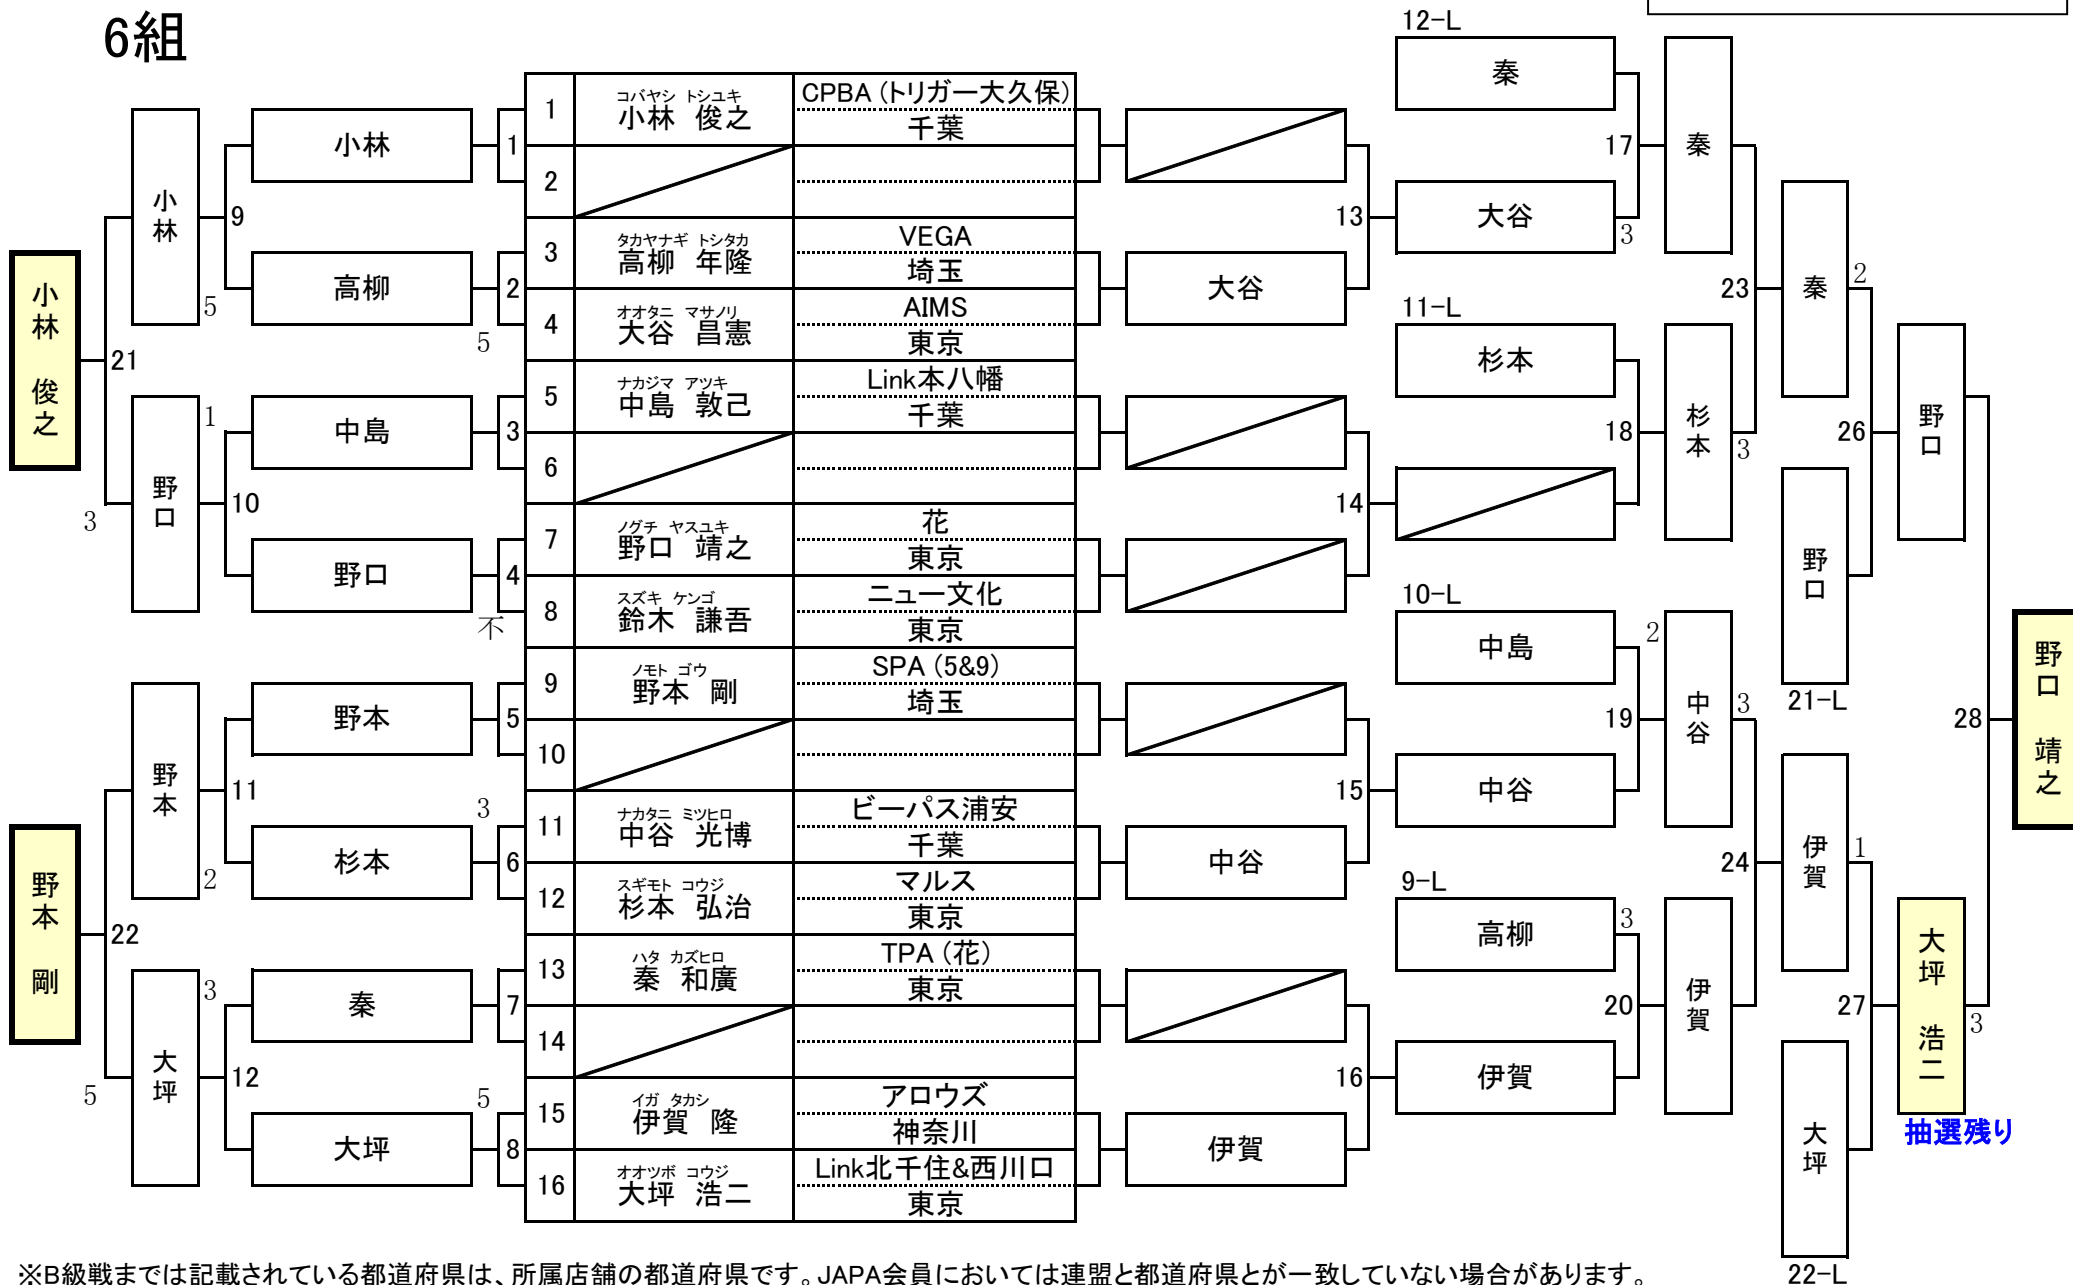 6組
12-L
秦
1
コバヤシ トシユキ
小林 俊之
CPBA (トリガー大久保)
千葉
小林
1
17
秦
2
小林
9
大谷
13
3
高柳
2
5
5
3
タカヤナギ トシタカ
高柳 年隆
VEGA
埼玉
大谷
23
秦
2
4
オオタニ マサノリ
大谷 昌憲
AIMS
東京
11-L
杉本
小林 俊之
21
5
ナカジマ アツキ
中島 敦己
Link本八幡
千葉
1
中島
3
18
杉本
3
26
野口
6
野口
10
3
14
野口
4
不
7
ノグチ ヤスユキ
野口 靖之
花
東京
野口
21-L
8
スズキ ケンゴ
鈴木 謙吾
ニュー文化
東京
10-L
中島
2
9
ノモト ゴウ
野本 剛
SPA (5&9)
埼玉
野本
5
19
中谷
3
28
野口 靖之
10
野本
11
3
15
中谷
杉本
6
2
11
ナカタニ ミツヒロ
中谷 光博
ビーパス浦安
千葉
中谷
24
伊賀
1
12
スギモト コウジ
杉本 弘治
マルス
東京
9-L
高柳
3
野本 剛
22
13
ハタ カズヒロ
秦 和廣
TPA (花)
東京
3
秦
7
20
伊賀
27
大坪 浩二
3
抽選残り
14
大坪
12
5
5
16
伊賀
大坪
8
15
イガ タカシ
伊賀 隆
アロウズ
神奈川
伊賀
16
オオツボ コウジ
大坪 浩二
Link北千住&西川口
東京
大坪
22-L
※B級戦までは記載されている都道府県は、所属店舗の都道府県です。JAPA会員においては連盟と都道府県とが一致していない場合があります。